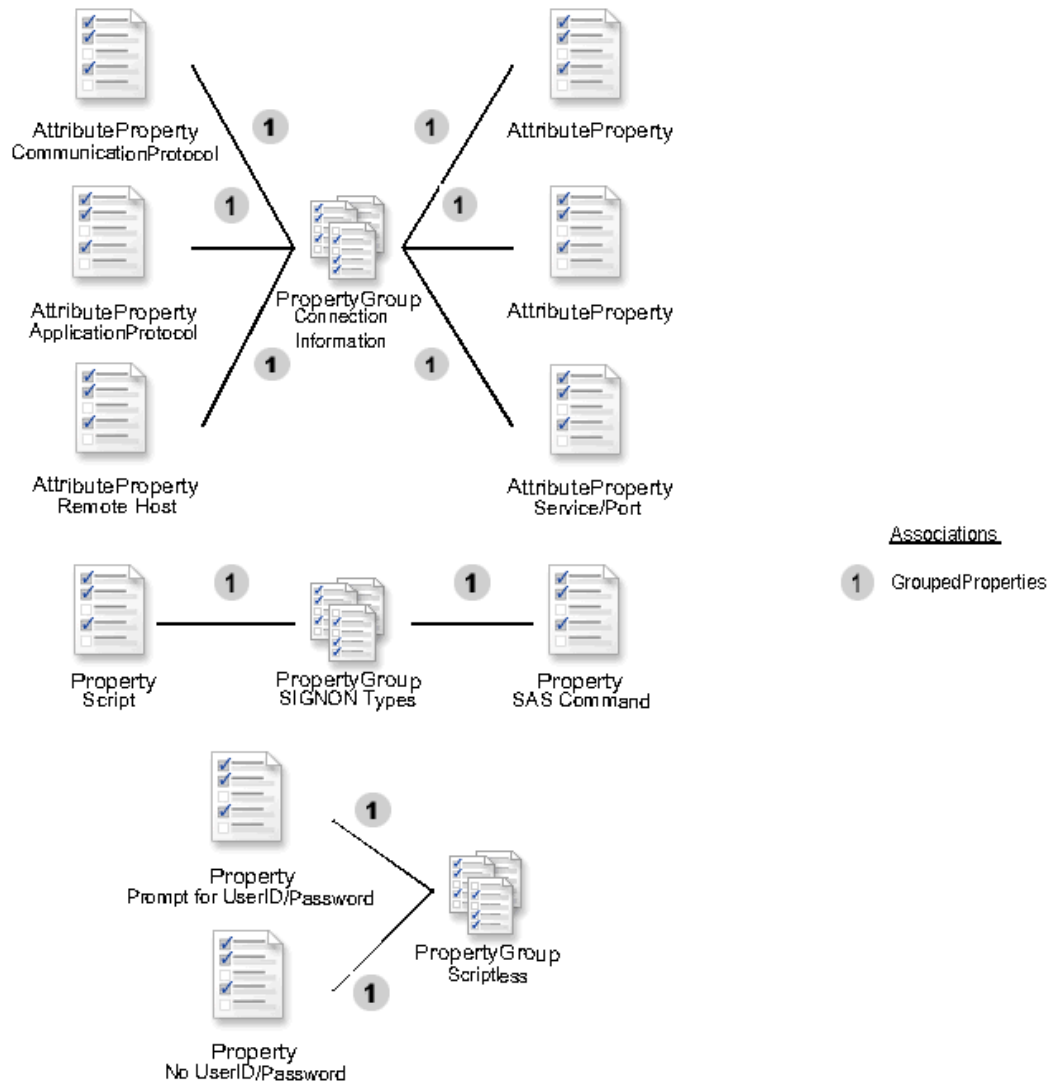 1
1
AttributeProperty
CommunicationProtocol
AttributeProperty
1
1
AttributeProperty
ApplicationProtocol
PropertyGroup
Connection
Information
AttributeProperty
1
1
AttributeProperty
Remote Host
AttributeProperty
Service/Port
Associations
1 GroupedProperties
1
1
Property
Script
PropertyGroup
SIGNON Types
Property
SAS Command
1
Property
Prompt for UserID/Password
PropertyGroup
Scriptless
1
Property
No UserID/Password